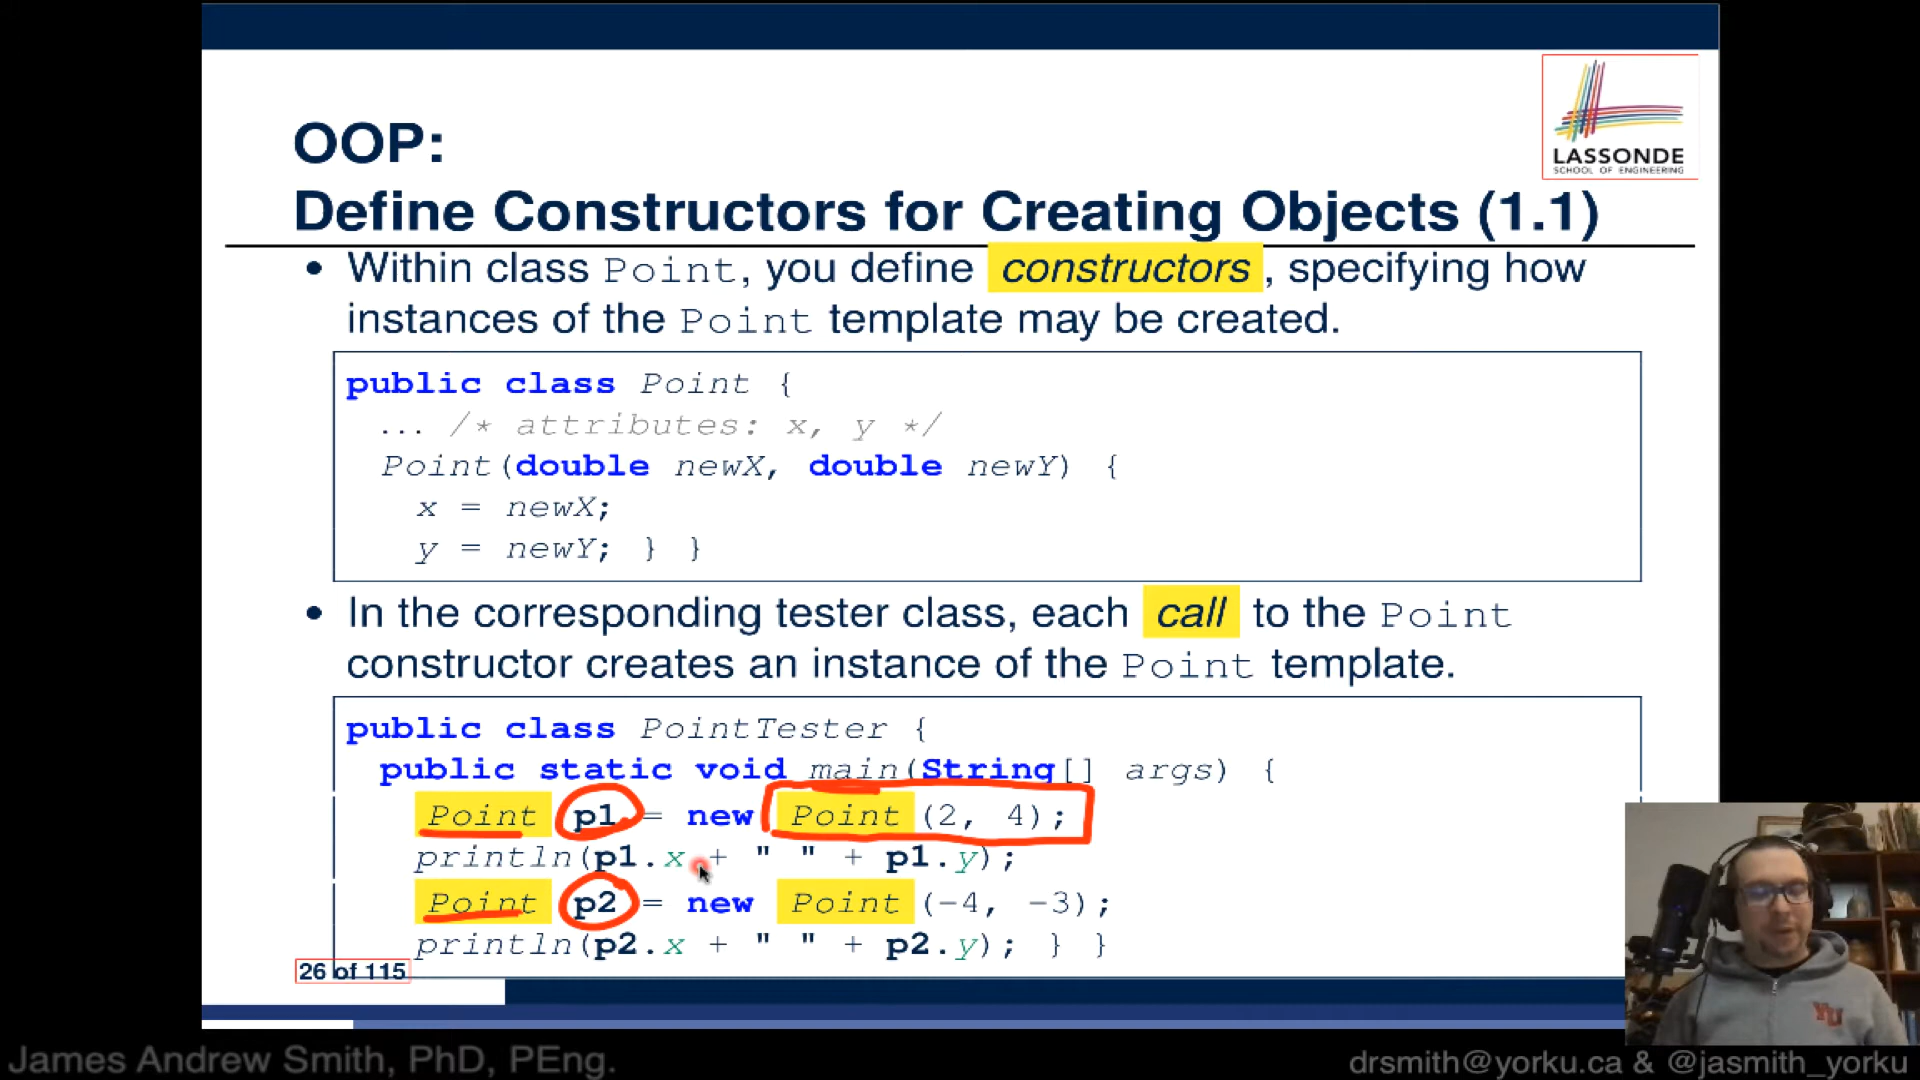 LASSONDE
SCHOOL OF ENGINEERING
OOP:
Define Constructors for Creating Objects (1.1)
• Within class Point, you define constructors, specifying how
instances of the Point template may be created.
public class Point {
... /* attributes: x, y */
Point(double newX, double newY) {
x = newX;
y = newY; } }
• In the corresponding tester class, each call to the Point
constructor creates an instance of the Point template.
public class PointTester {
public static void main(String[] args) {
Point p1 = new Point (2, 4);
println(p1.x + " " + p1.y);
Point p2 = new Point (-4, -3);
println(p2.x + " " + p2.y); } }
26 of 115
YU
James Andrew Smith, PhD, PEng.
drsmith@yorku.ca & @jasmith_yorku